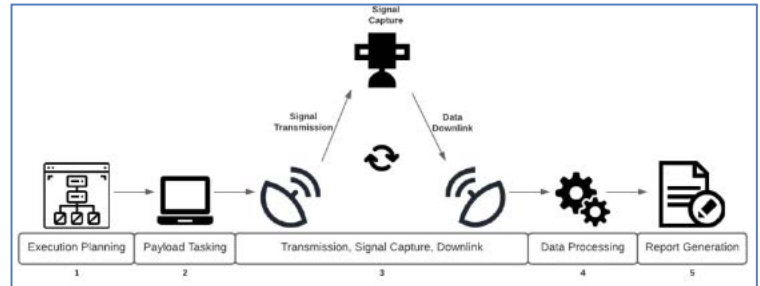 Signal
Capture
Signal
Transmission
Data
Downlink
Execution Planning
Payload Tasking
Transmission, Signal Capture, Downlink
Data Processing
Report Generation
1
2
3
4
5